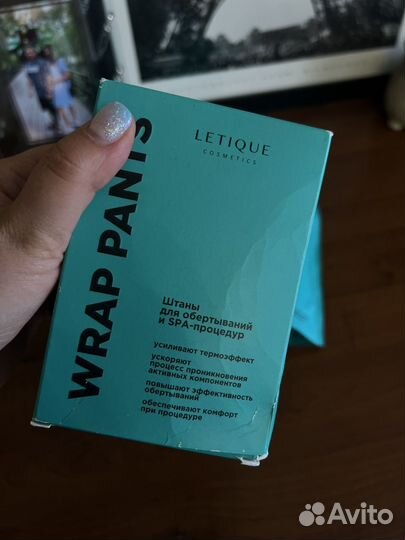 LETIQUE
COSMETICS
WRAP PANTS
Штаны
для обертываний
и SPA-процедур
усиливают термоэффект
ускоряют
процесс проникновения
активных компонентов
повышают эффективность
обертываний
обеспечивают комфорт
при процедуре
Avito